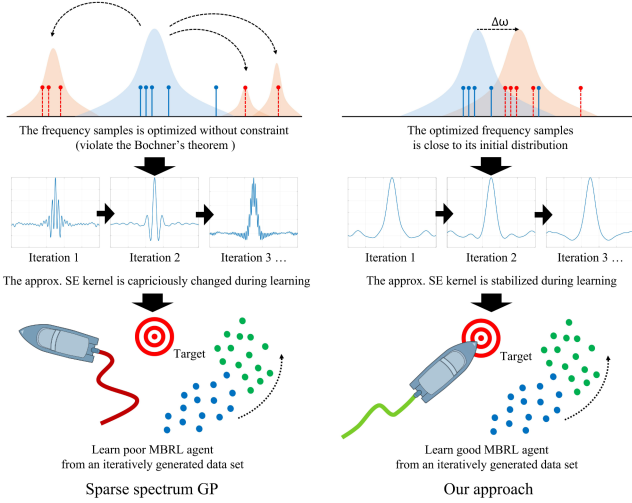 Δω
The frequency samples is optimized without constraint
(violate the Bochner's theorem )
The optimized frequency samples
is close to its initial distribution
Iteration 1
Iteration 2
Iteration 3 …
Iteration 1
Iteration 2
Iteration 3 …
The approx. SE kernel is capriciously changed during learning
The approx. SE kernel is stabilized during learning
Target
Target
Learn poor MBRL agent
from an iteratively generated data set
Learn good MBRL agent
from an iteratively generated data set
Sparse spectrum GP
Our approach